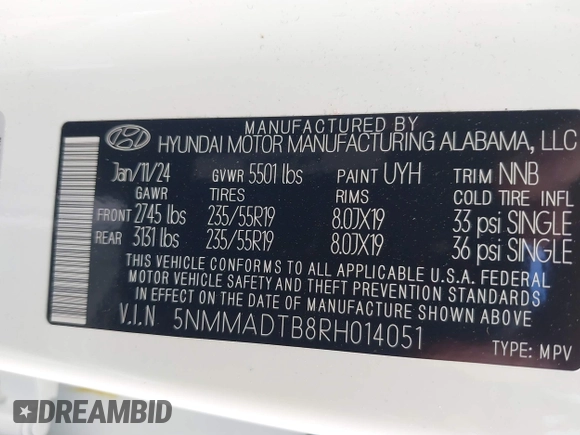 MANUFACTURED BY
HYUNDAI MOTOR MANUFACTURING ALABAMA, LLC
Jan/11/24 GVWR 5501 lbs PAINT UYH TRIM NNB
GAWR TIRES RIMS COLD TIRE INFL
FRONT 2745 lbs 235/55R19 8.0JX19 33 psi SINGLE
REAR 3131 lbs 235/55R19 8.0JX19 36 psi SINGLE
THIS VEHICLE CONFORMS TO ALL APPLICABLE U.S.A. FEDERAL
MOTOR VEHICLE SAFETY AND THEFT PREVENTION STANDARDS
IN EFFECT ON THE DATE OF MANUFACTURE SHOWN ABOVE
V.I.N 5NMMADTB8RH014051
TYPE: MPV
DREAMBID